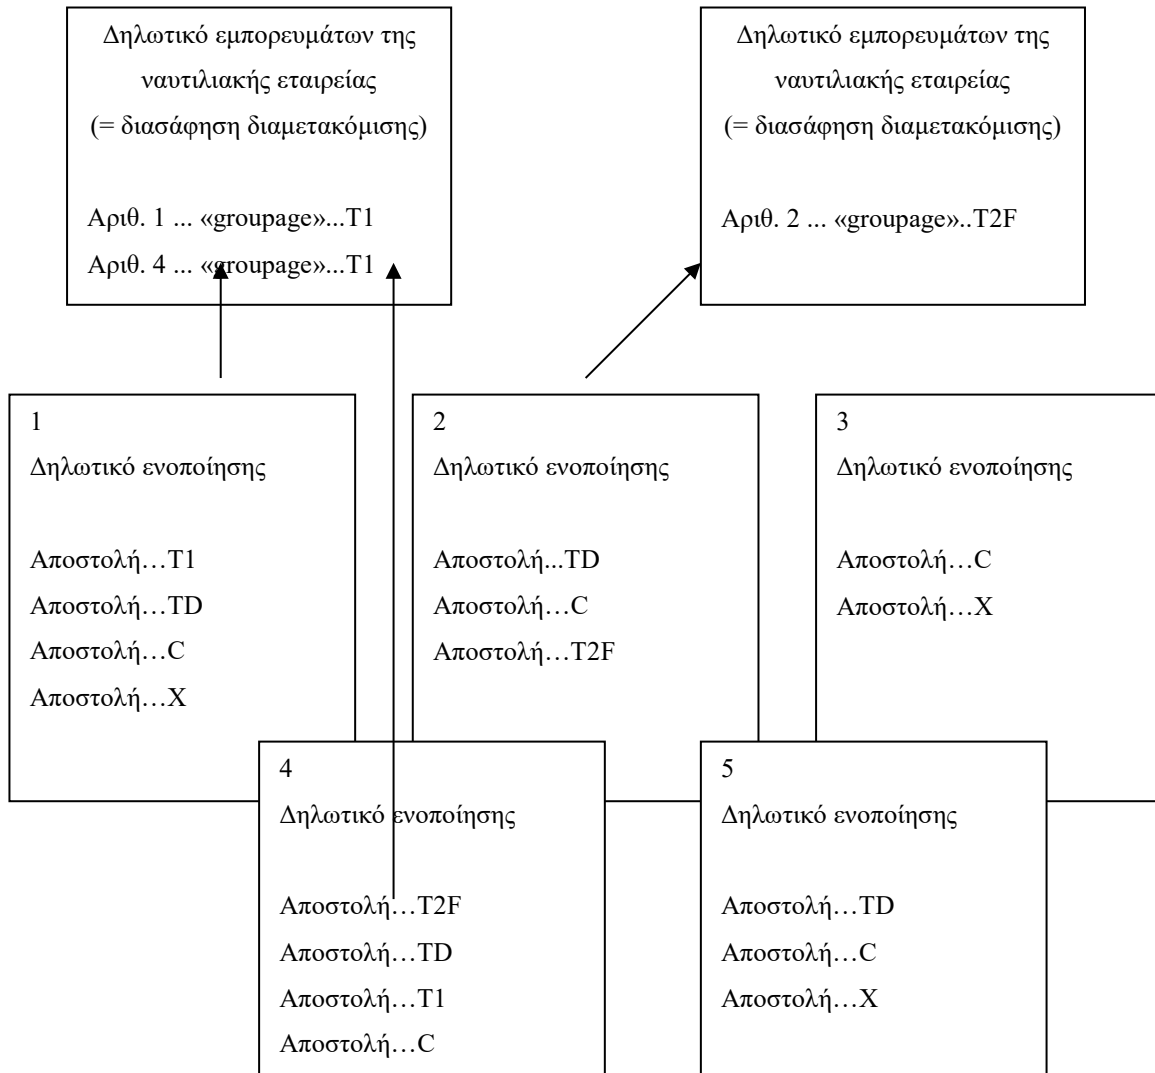 Δηλωτικό εμπορευμάτων της
ναυτιλιακής εταιρείας
(= διασάφηση διαμετακόμισης)
Αριθ. 1 ... «groupage»...T1
Αριθ. 4 ... «groupage»...T1
Δηλωτικό εμπορευμάτων της
ναυτιλιακής εταιρείας
(= διασάφηση διαμετακόμισης)
Αριθ. 2 ... «groupage»..T2F
1
Δηλωτικό ενοποίησης
Αποστολή…T1
Αποστολή…TD
Αποστολή…C
Αποστολή…X
2
Δηλωτικό ενοποίησης
Αποστολή...TD
Αποστολή…C
Αποστολή…T2F
3
Δηλωτικό ενοποίησης
Αποστολή…C
Αποστολή…X
4
Δηλωτικό ενοποίησης
Αποστολή…T2F
Αποστολή…TD
Αποστολή…T1
Αποστολή…C
5
Δηλωτικό ενοποίησης
Αποστολή…TD
Αποστολή…C
Αποστολή…X